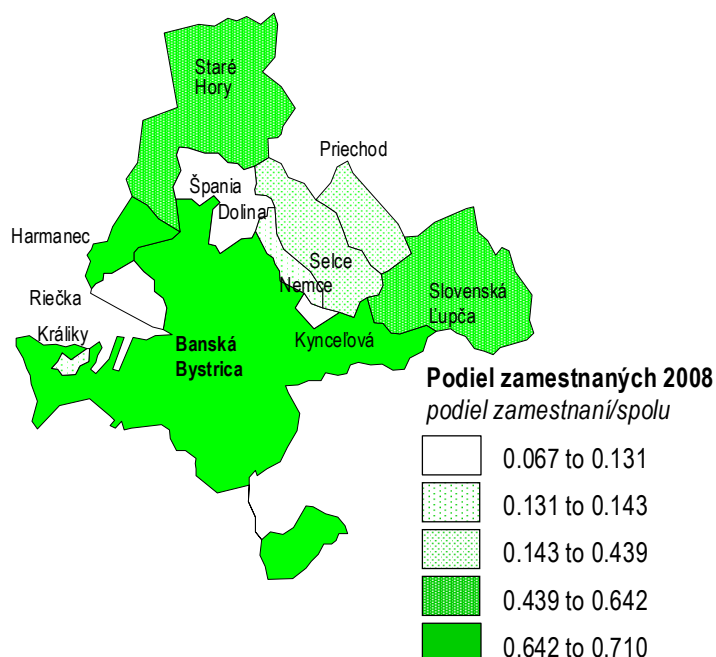 Staré
Hory
Priechod
Špania
Dolina
Harmanec
Selce
Nemce
Slovenská
Ľupča
Riečka
Králiky
Banská
Bystrica
Kynceľová
Podiel zamestnaných 2008
podiel zamestnaní/spolu
0.067 to 0.131
0.131 to 0.143
0.143 to 0.439
0.439 to 0.642
0.642 to 0.710